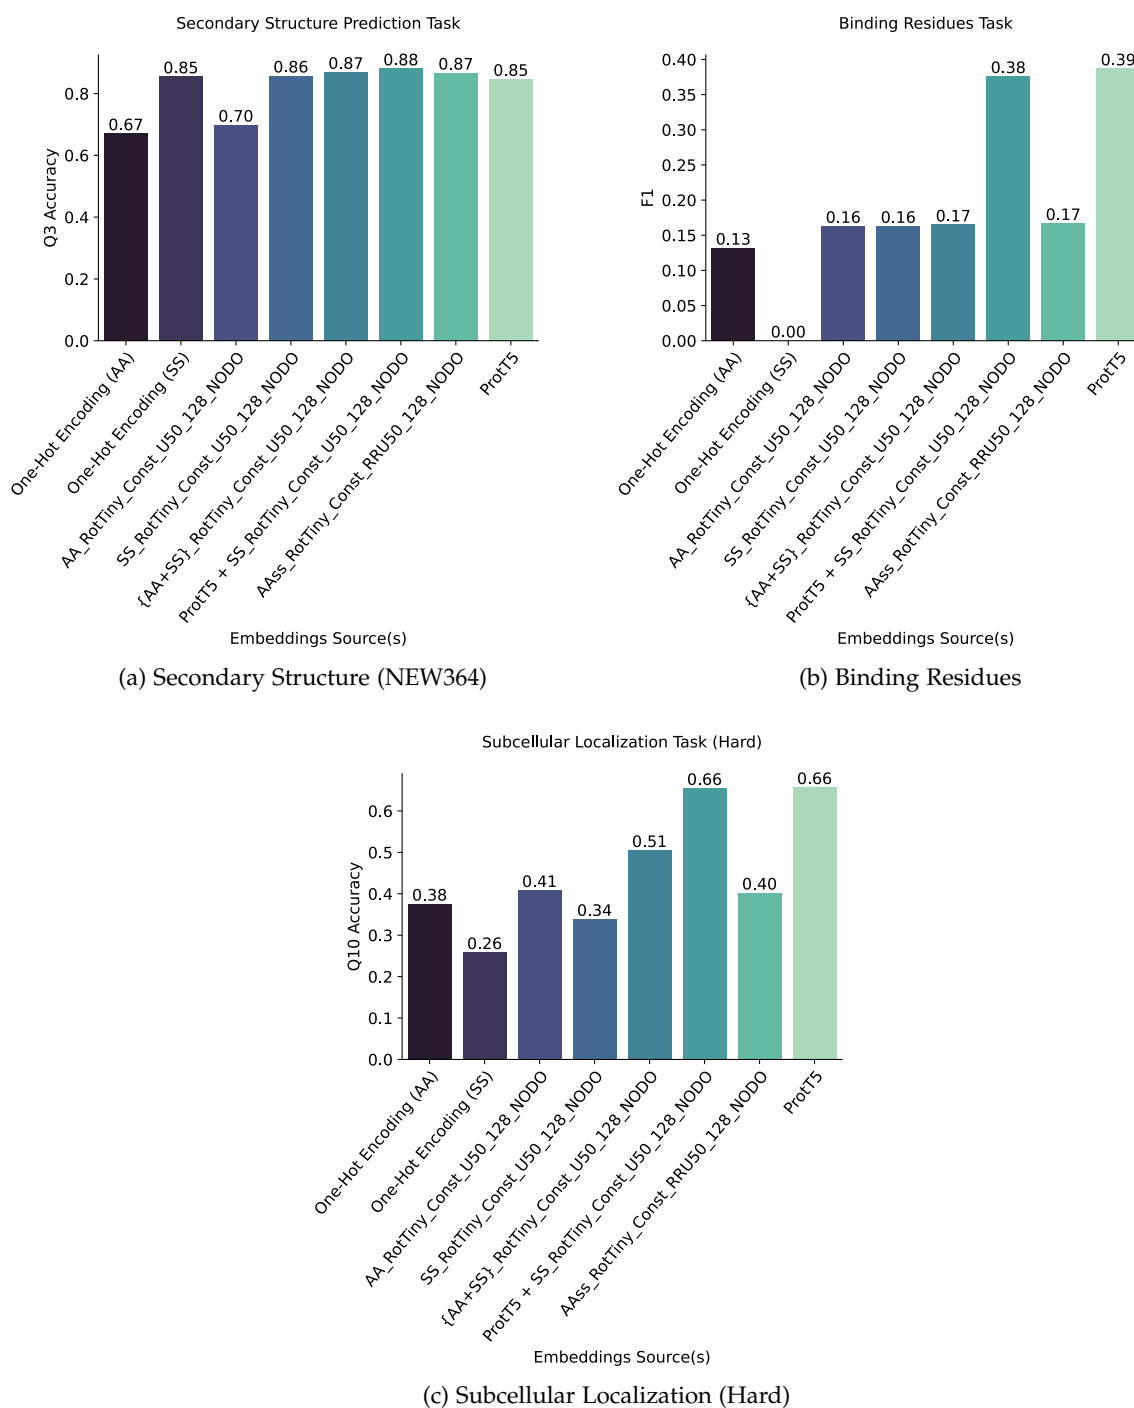 Secondary Structure Prediction Task
0.67
0.85
0.70
0.86
0.87
0.88
0.87
0.85
0.8
0.6
0.4
0.2
0.0
Q3 Accuracy
One-Hot Encoding (AA)
One-Hot Encoding (SS)
AA_RotTiny_Const_U50_128_NODO
SS_RotTiny_Const_U50_128_NODO
{AA+SS}_RotTiny_Const_U50_128_NODO
ProtT5 + SS_RotTiny_Const_U50_128_NODO
AAss_RotTiny_Const_RRU50_128_NODO
ProtT5
Embeddings Source(s)
(a) Secondary Structure (NEW364)
Binding Residues Task
0.13
0.00
0.16
0.16
0.17
0.38
0.17
0.39
0.40
0.35
0.30
0.25
0.20
0.15
0.10
0.05
0.00
F1
One-Hot Encoding (AA)
One-Hot Encoding (SS)
AA_RotTiny_Const_U50_128_NODO
SS_RotTiny_Const_U50_128_NODO
{AA+SS}_RotTiny_Const_U50_128_NODO
ProtT5 + SS_RotTiny_Const_U50_128_NODO
AAss_RotTiny_Const_RRU50_128_NODO
ProtT5
Embeddings Source(s)
(b) Binding Residues
Subcellular Localization Task (Hard)
0.38
0.26
0.41
0.34
0.51
0.66
0.40
0.66
0.6
0.5
0.4
0.3
0.2
0.1
0.0
Q10 Accuracy
One-Hot Encoding (AA)
One-Hot Encoding (SS)
AA_RotTiny_Const_U50_128_NODO
SS_RotTiny_Const_U50_128_NODO
{AA+SS}_RotTiny_Const_U50_128_NODO
ProtT5 + SS_RotTiny_Const_U50_128_NODO
AAss_RotTiny_Const_RRU50_128_NODO
ProtT5
Embeddings Source(s)
(c) Subcellular Localization (Hard)